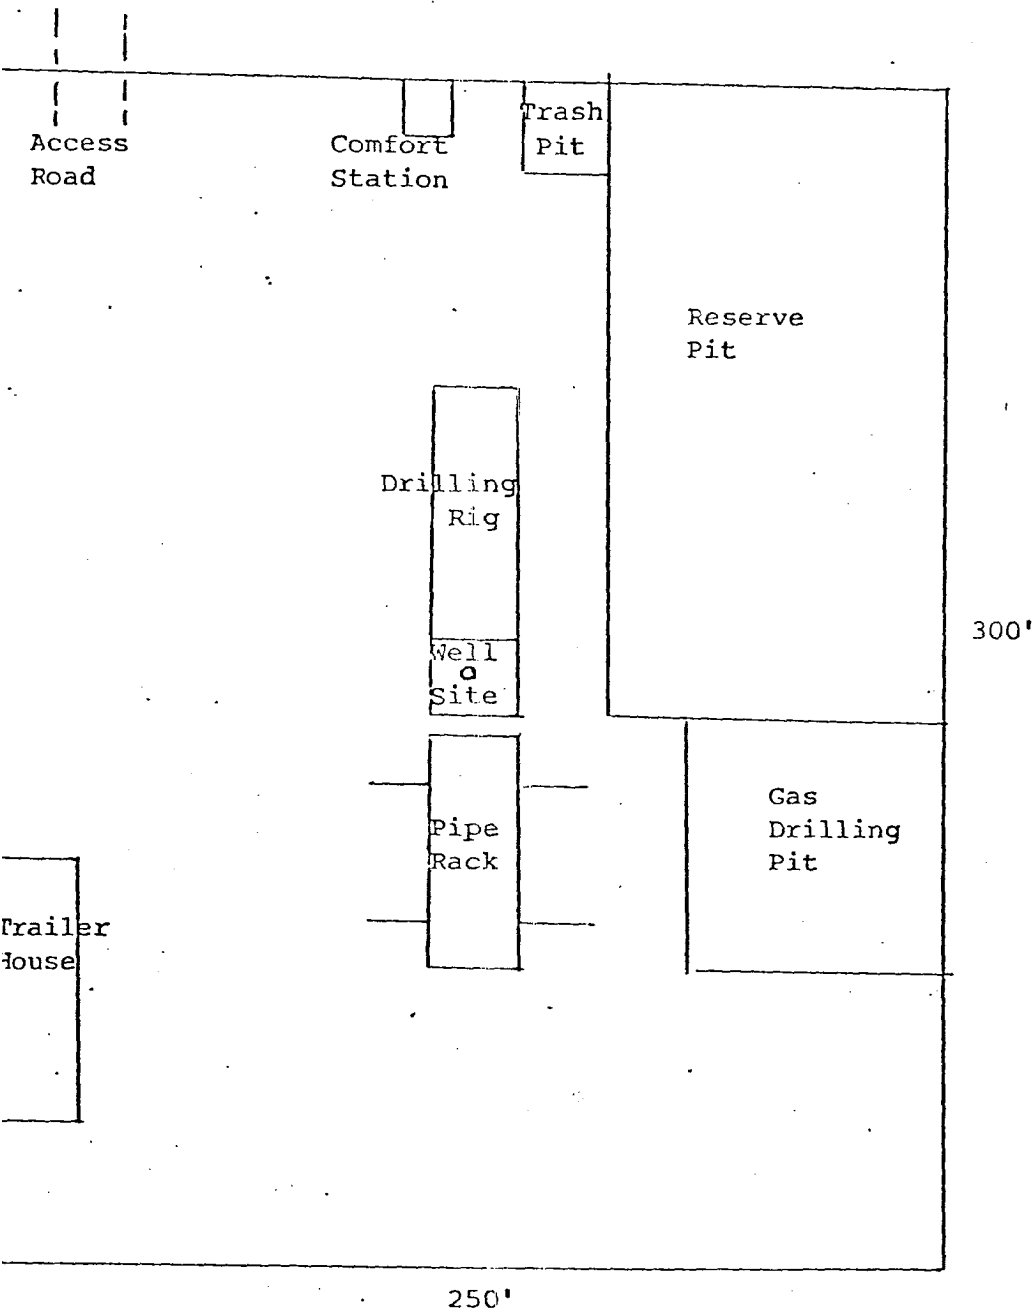 Access
Road
Comfort
Station
Trash
Pit
Reserve
Pit
Drilling
Rig
300'
Well
Site
Gas
Drilling
Pit
Pipe
Rack
Trailer
House
250'